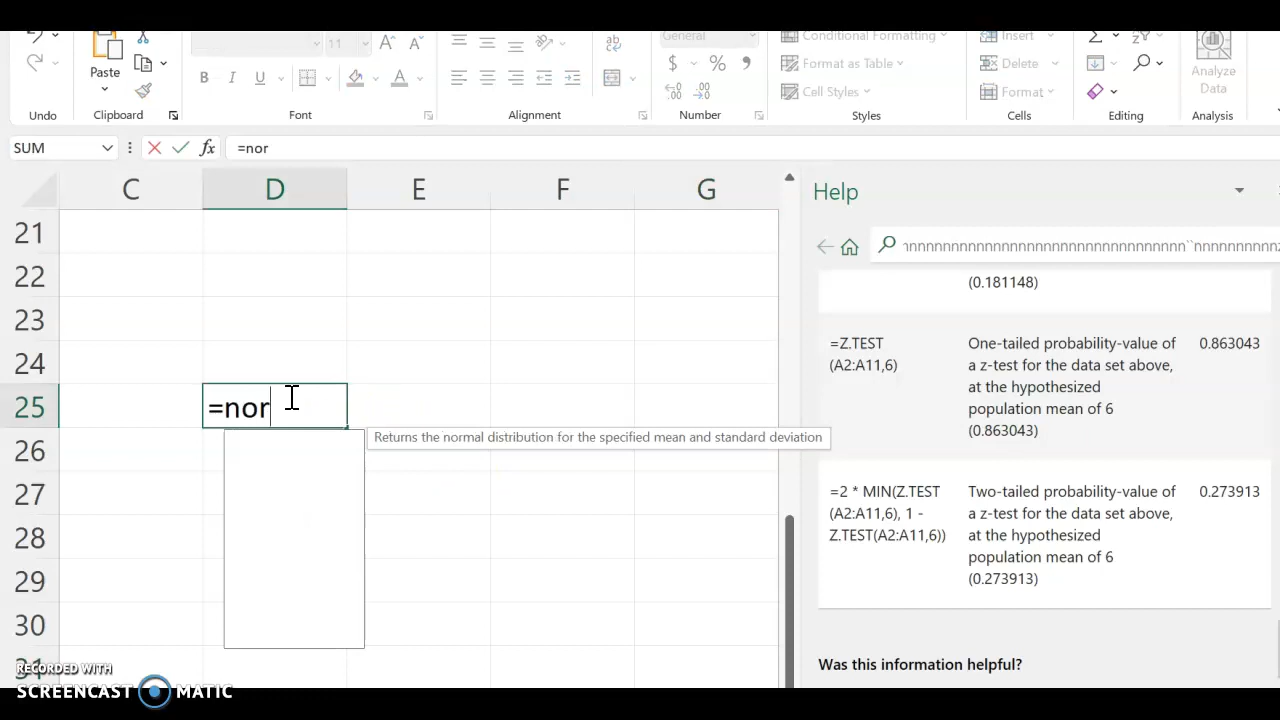 11
General
Conditional Formatting
Insert
Paste
B I U A
$ % ,
Format as Table
Delete
Cell Styles
Format
Analyze
Data
Undo
Clipboard
Font
Alignment
Number
Styles
Cells
Editing
Analysis
SUM
fx
=nor
C D E F G
Help
21
22
(0.181148)
23
=Z.TEST
(A2:A11,6)
One-tailed probability-value of
a z-test for the data set above,
at the hypothesized
population mean of 6
(0.863043)
0.863043
24
25
=nor
Returns the normal distribution for the specified mean and standard deviation
26
27
=2 * MIN(Z.TEST
(A2:A11,6), 1 -
Z.TEST(A2:A11,6))
Two-tailed probability-value of
a z-test for the data set above,
at the hypothesized
population mean of 6
(0.273913)
0.273913
28
29
30
31
Was this information helpful?
RECORDED WITH
SCREENCAST MATIC